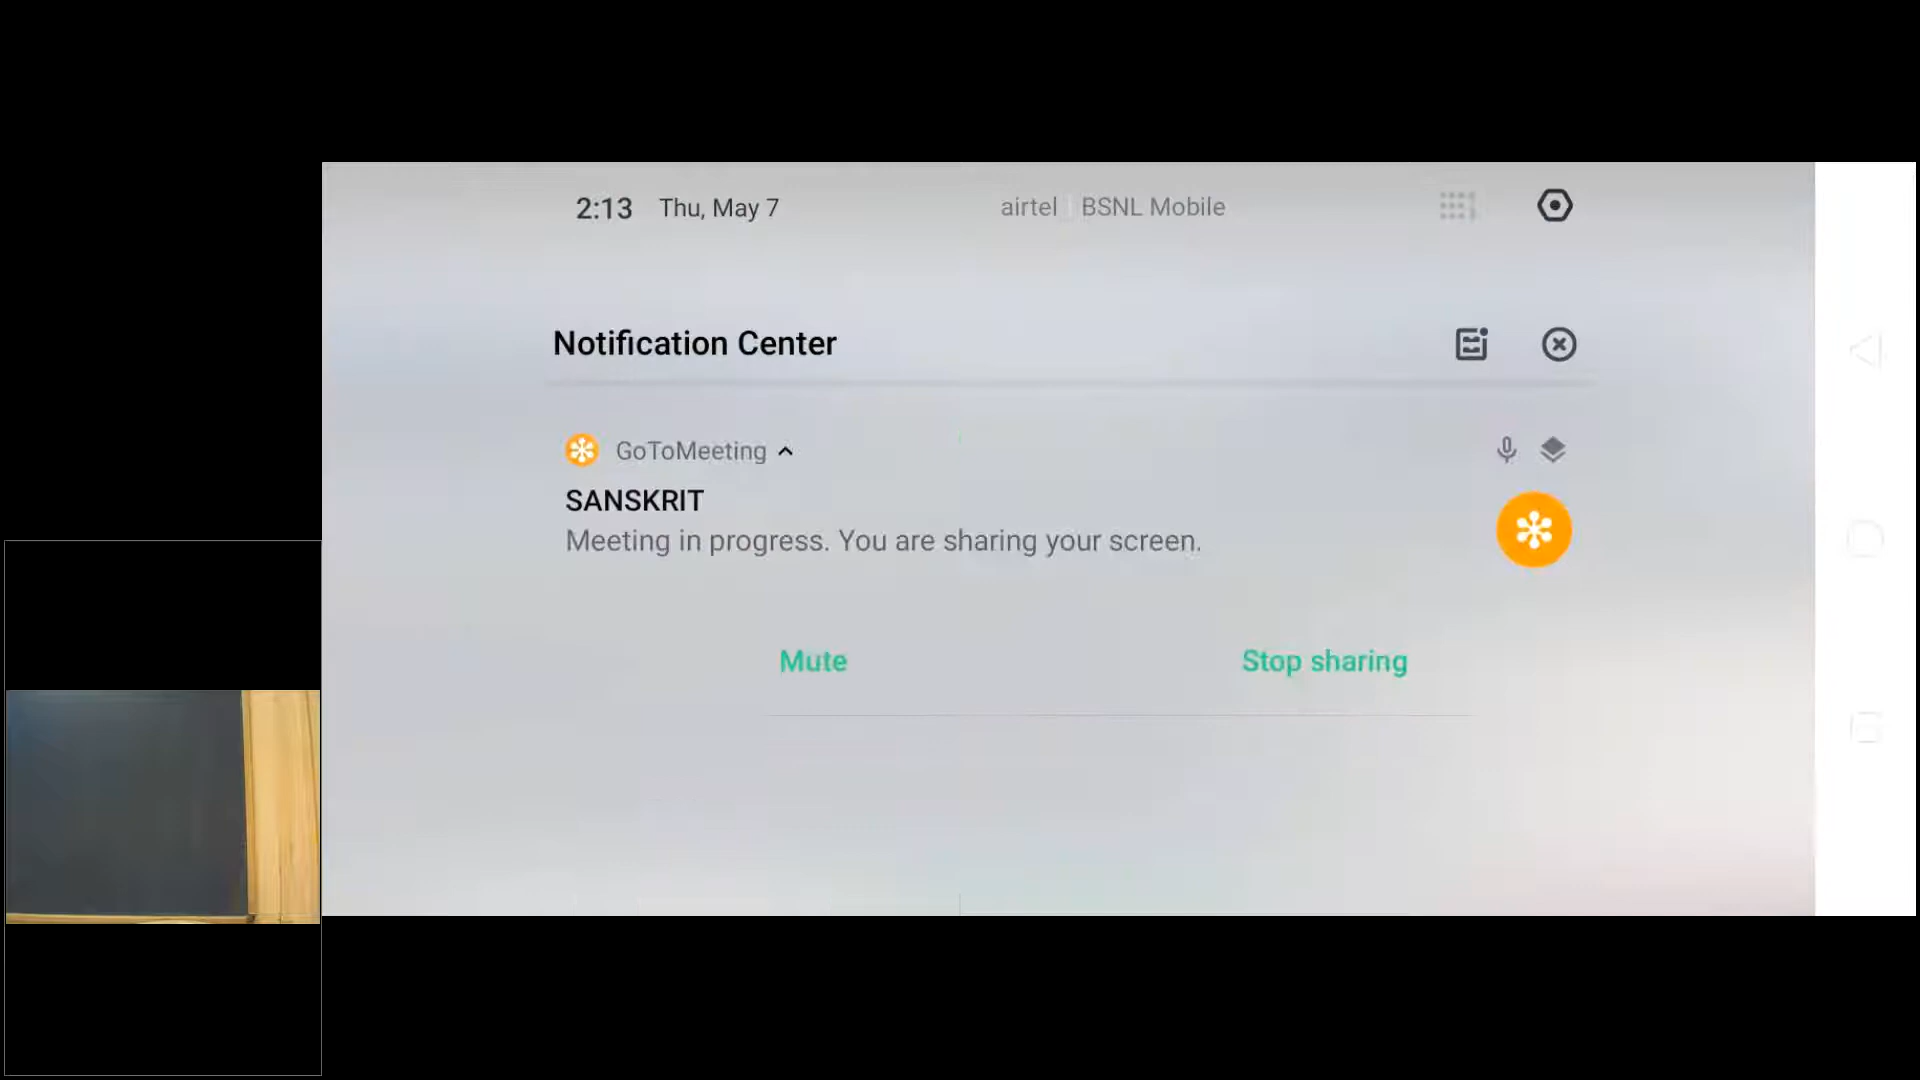 2:13 Thu, May 7 airtel | BSNL Mobile
Notification Center
GoToMeeting
SANSKRIT
Meeting in progress. You are sharing your screen.
Mute Stop sharing